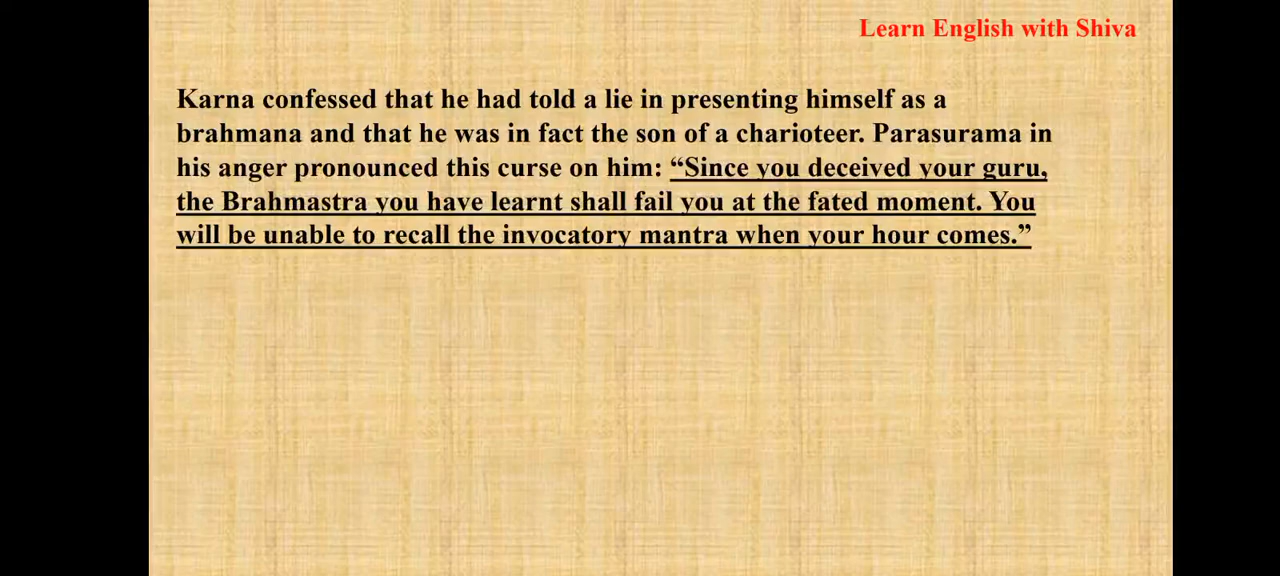 Learn English with Shiva
Karna confessed that he had told a lie in presenting himself as a
brahmana and that he was in fact the son of a charioteer. Parasurama in
his anger pronounced this curse on him: “Since you deceived your guru,
the Brahmastra you have learnt shall fail you at the fated moment. You
will be unable to recall the invocatory mantra when your hour comes.”